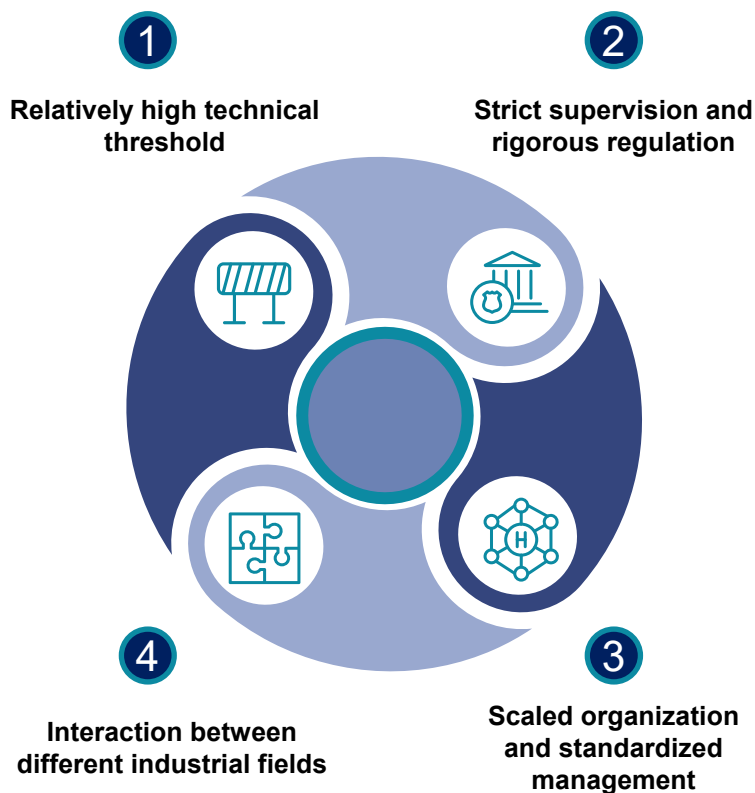 1
Relatively high technical
threshold
2
Strict supervision and
rigorous regulation
H
4
Interaction between
different industrial fields
3
Scaled organization
and standardized
management